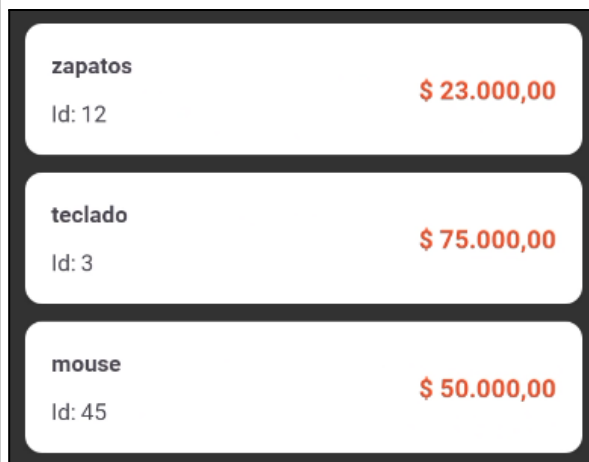 zapatos
$ 23.000,00
Id: 12
teclado
$ 75.000,00
Id: 3
mouse
$ 50.000,00
Id: 45